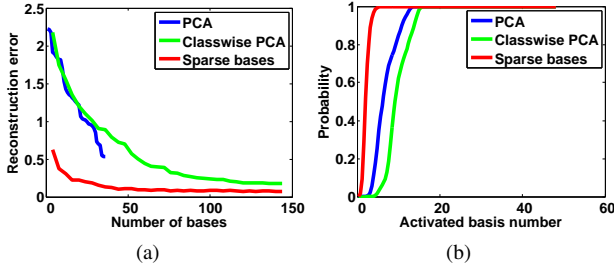 2.5
2
1.5
1
0.5
0
0
50
100
150
Reconstruction error
Number of bases
PCA
Classwise PCA
Sparse bases
(a)
1
0.8
0.6
0.4
0.2
0
0
20
40
60
Probability
Activated basis number
PCA
Classwise PCA
Sparse bases
(b)